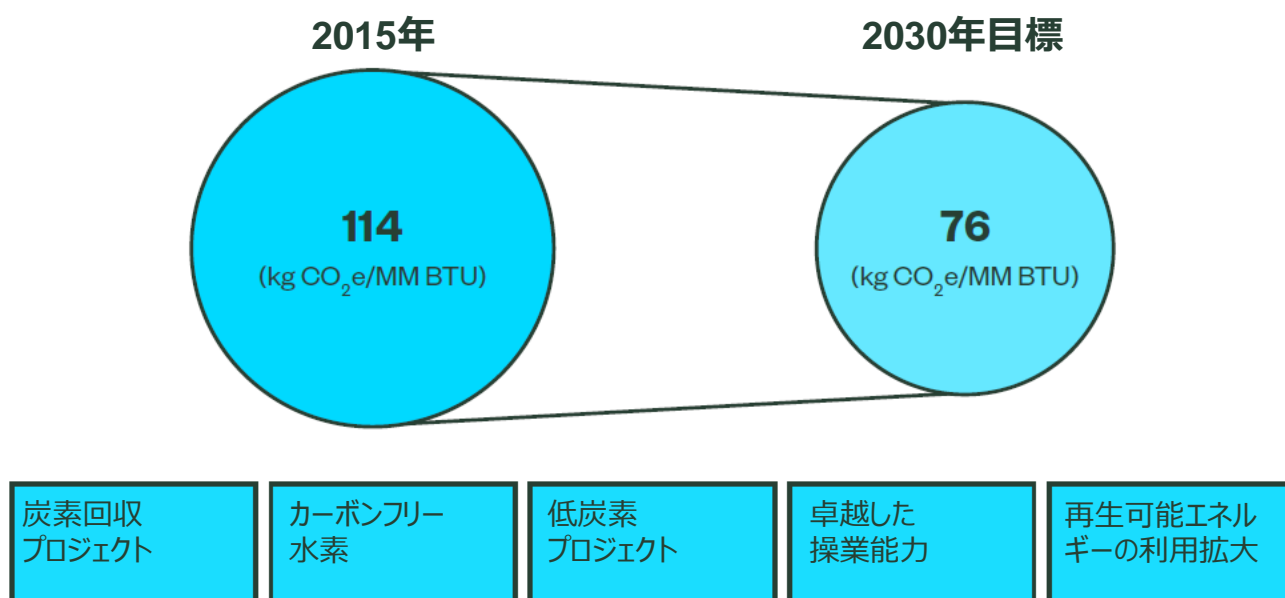 2015年
2030年目標
114
(kg CO₂e/MM BTU)
76
(kg CO₂e/MM BTU)
炭素回収
プロジェクト
カーボンフリー
水素
低炭素
プロジェクト
卓越した
操業能力
再生可能エネル
ギーの利用拡大